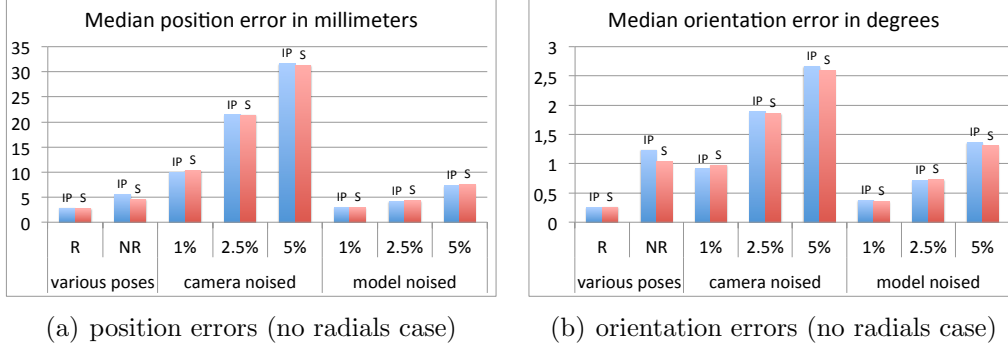 Median position error in millimeters
35
30
25
20
15
10
5
0
IP S
IP S
IP S
IP S
IP S
IP S
IP S
IP S
R NR 1% 2.5% 5% 1% 2.5% 5%
various poses camera noised model noised
(a) position errors (no radials case)
Median orientation error in degrees
3
2,5
2
1,5
1
0,5
0
IP S
IP S
IP S
IP S
IP S
IP S
IP S
IP S
R NR 1% 2.5% 5% 1% 2.5% 5%
various poses camera noised model noised
(b) orientation errors (no radials case)